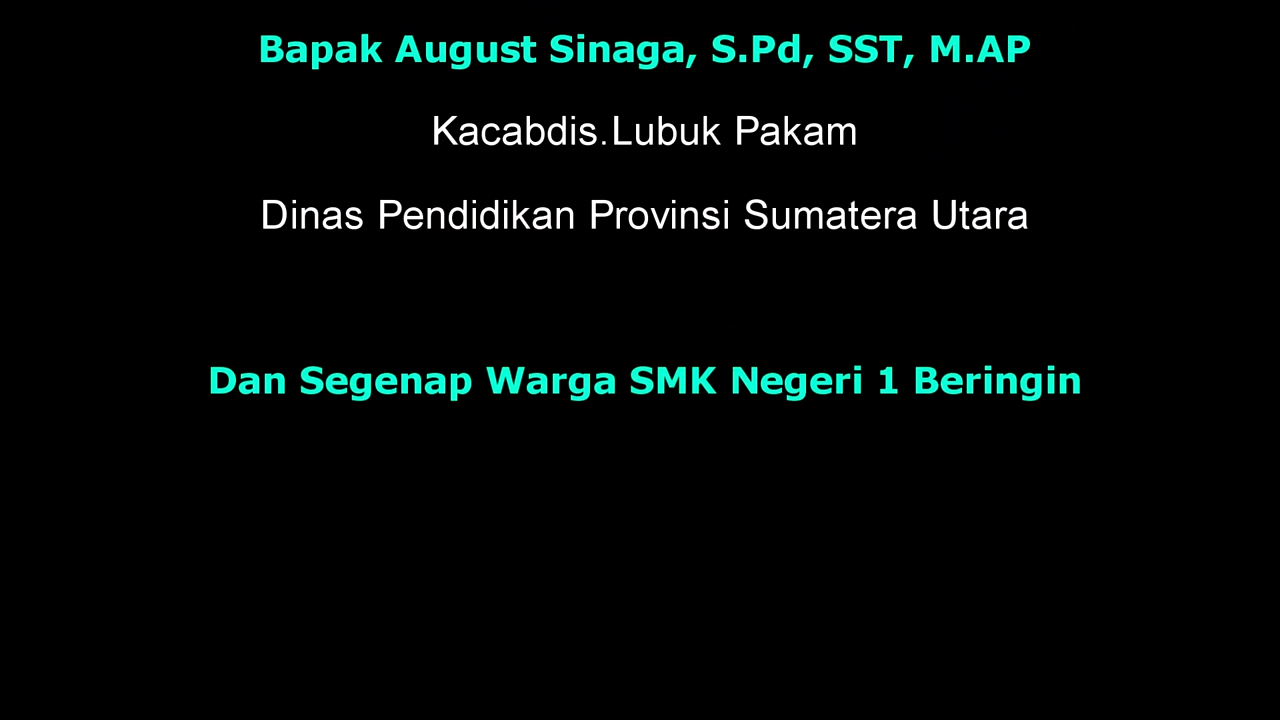 Bapak August Sinaga, S.Pd, SST, M.AP
Kacabdis.Lubuk Pakam
Dinas Pendidikan Provinsi Sumatera Utara
Dan Segenap Warga SMK Negeri 1 Beringin